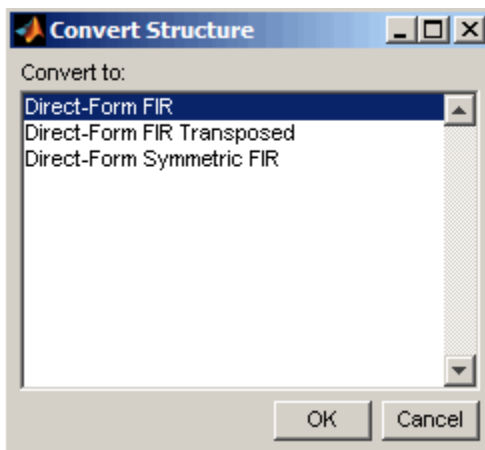 Convert Structure
Convert to:
Direct-Form FIR
Direct-Form FIR Transposed
Direct-Form Symmetric FIR
OK Cancel